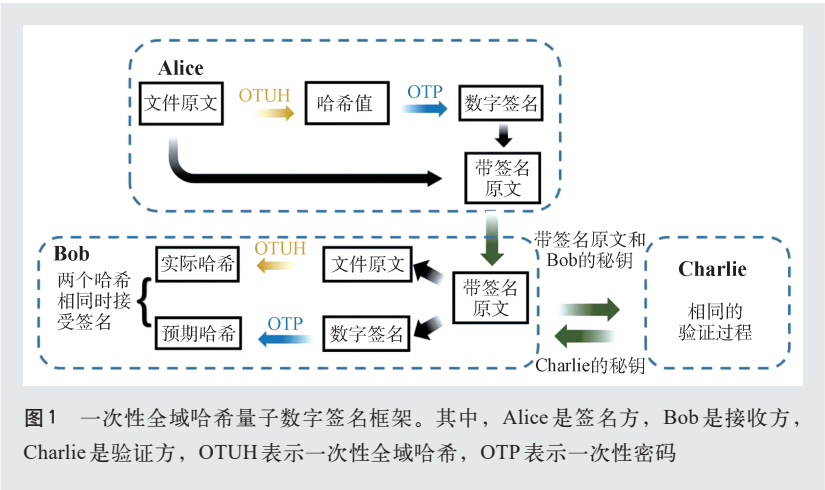 Alice
文件原文
OTUH
哈希值
OTP
数字签名
带签名
原文
Bob
两个哈希
相同时接
受签名
实际哈希
OTUH
文件原文
预期哈希
OTP
数字签名
带签名
原文
带签名原文和
Bob的秘钥
Charlie的秘钥
Charlie
相同的
验证过程
图1 一次性全域哈希量子数字签名框架。其中，Alice是签名方，Bob是接收方，
Charlie是验证方，OTUH表示一次性全域哈希，OTP表示一次性密码